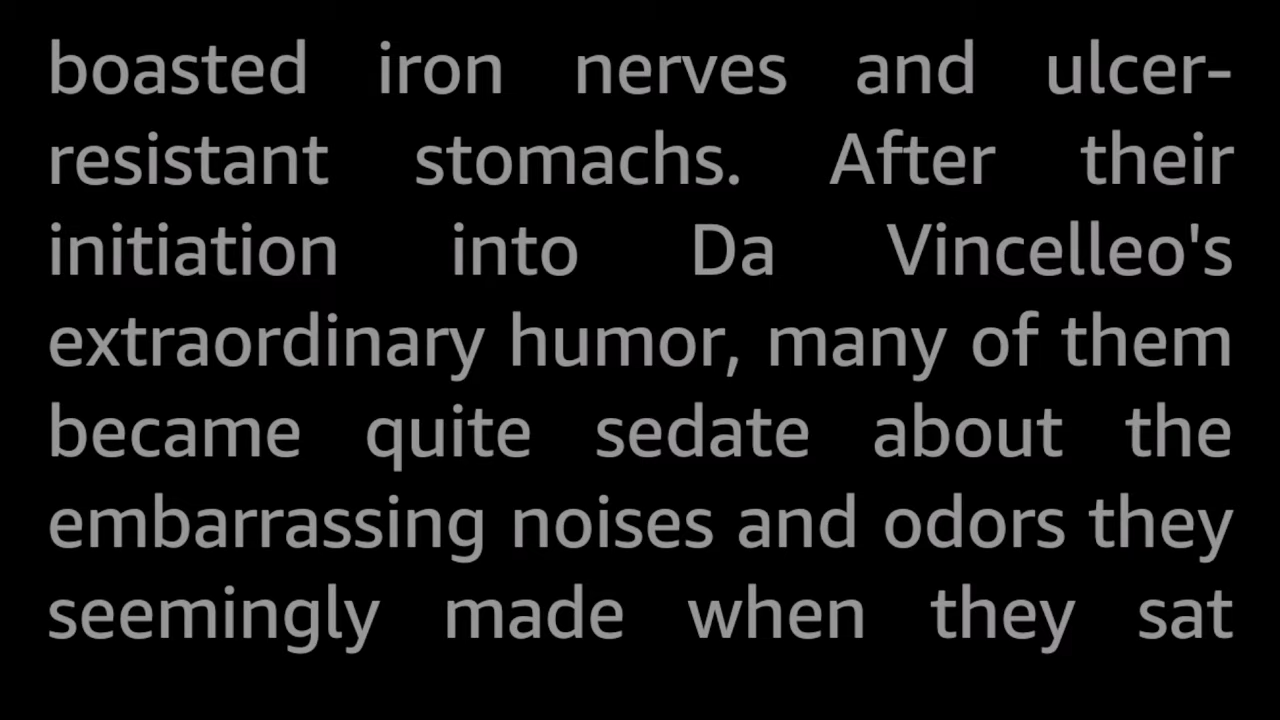 boasted iron nerves and ulcer-
resistant stomachs. After their
initiation into Da Vincelleo's
extraordinary humor, many of them
became quite sedate about the
embarrassing noises and odors they
seemingly made when they sat